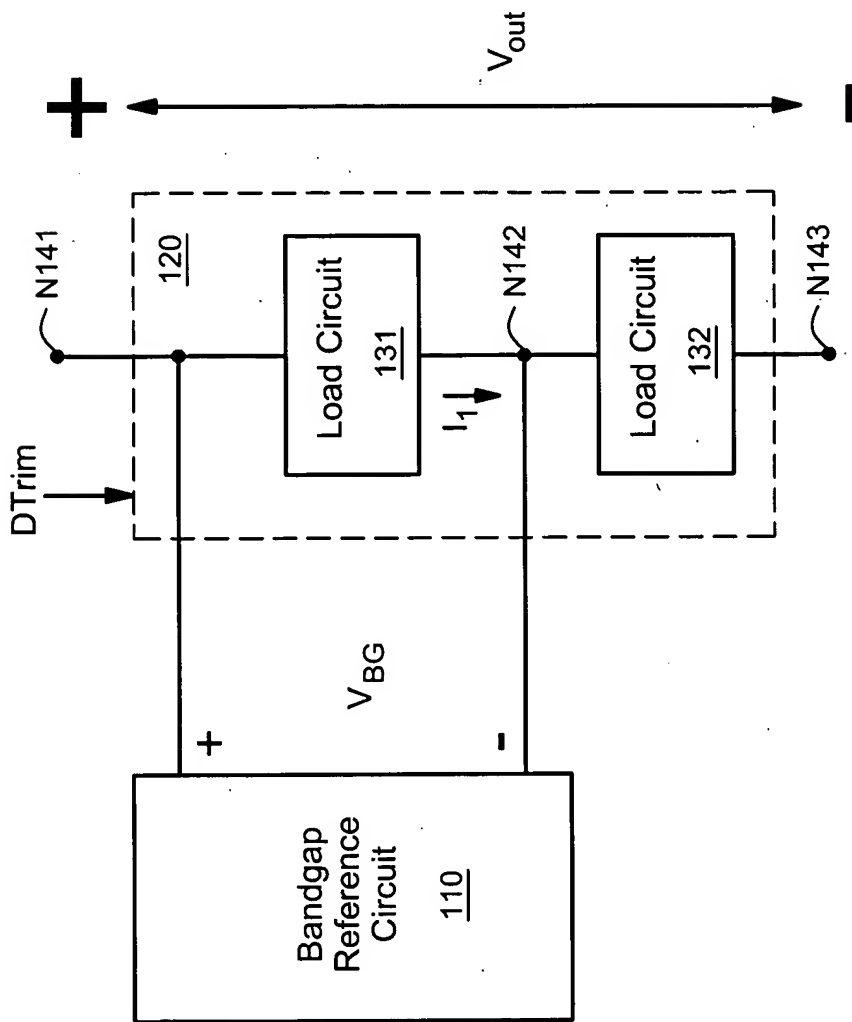 DTrim
N141
+
120
Load Circuit
131
I1
N142
Load Circuit
132
N143
-
Vout
+
VBG
-
Bandgap
Reference
Circuit
110